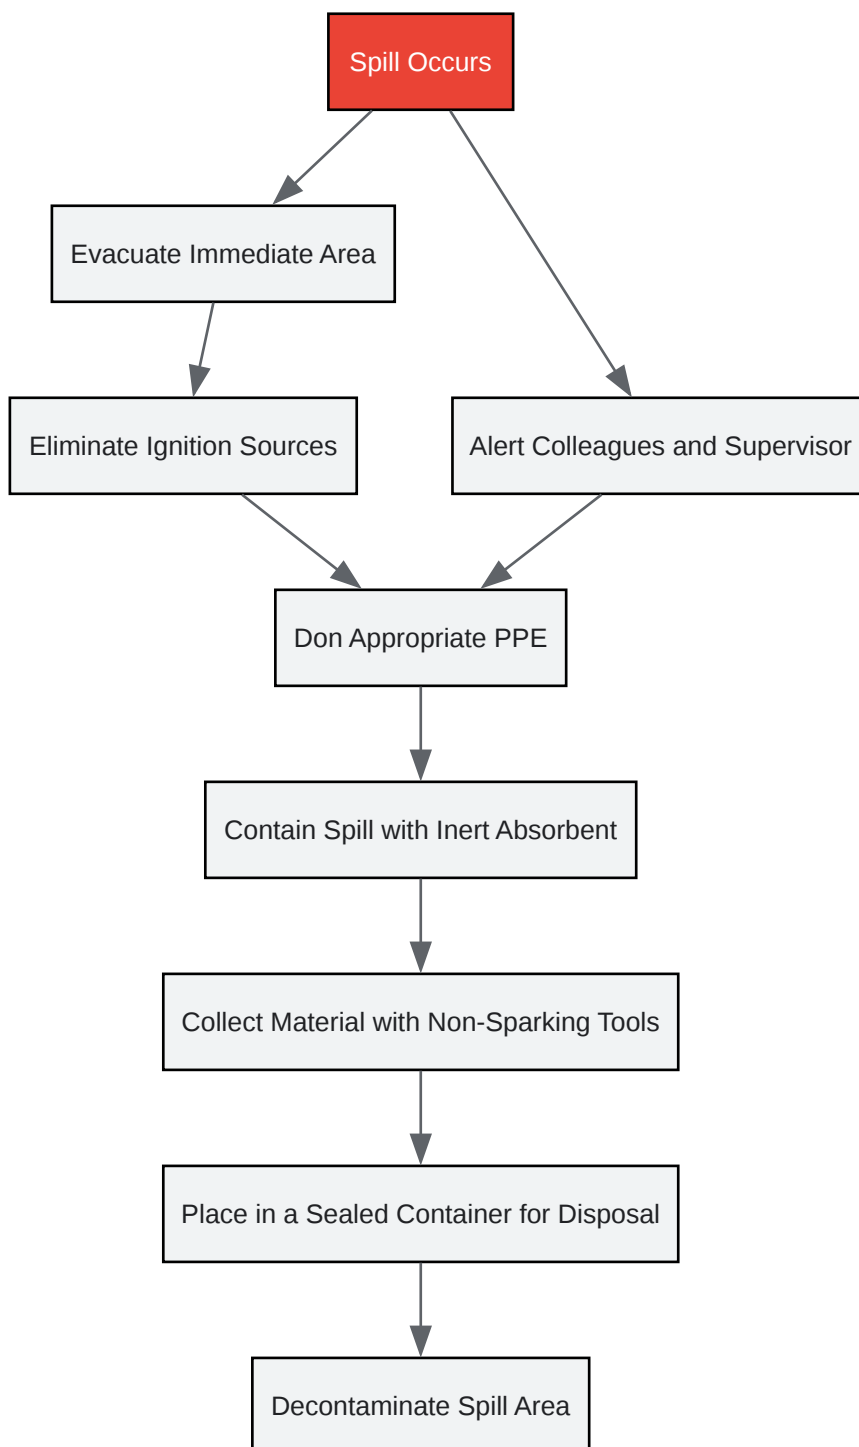 Spill Occurs
Evacuate Immediate Area
Eliminate Ignition Sources
Alert Colleagues and Supervisor
Don Appropriate PPE
Contain Spill with Inert Absorbent
Collect Material with Non-Sparking Tools
Place in a Sealed Container for Disposal
Decontaminate Spill Area